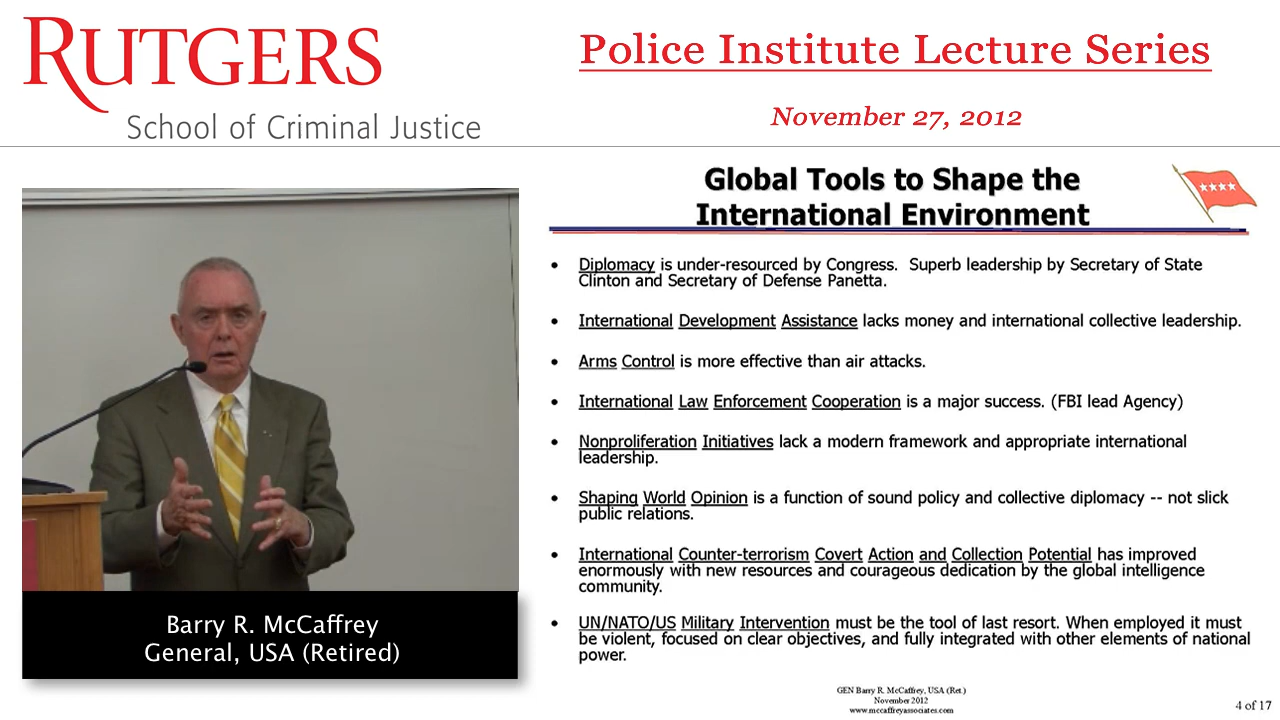 RUTGERS
School of Criminal Justice
Police Institute Lecture Series
November 27, 2012
Barry R. McCaffrey
General, USA (Retired)
Global Tools to Shape the
International Environment
• Diplomacy is under-resourced by Congress. Superb leadership by Secretary of State
Clinton and Secretary of Defense Panetta.
• International Development Assistance lacks money and international collective leadership.
• Arms Control is more effective than air attacks.
• International Law Enforcement Cooperation is a major success. (FBI lead Agency)
• Nonproliferation Initiatives lack a modern framework and appropriate international
leadership.
• Shaping World Opinion is a function of sound policy and collective diplomacy -- not slick
public relations.
• International Counter-terrorism Covert Action and Collection Potential has improved
enormously with new resources and courageous dedication by the global intelligence
community.
• UN/NATO/US Military Intervention must be the tool of last resort. When employed it must
be violent, focused on clear objectives, and fully integrated with other elements of national
power.
GEN Barry R. McCaffrey, USA (Ret.)
November 2012
www.mccaffreyassociates.com
4 of 17